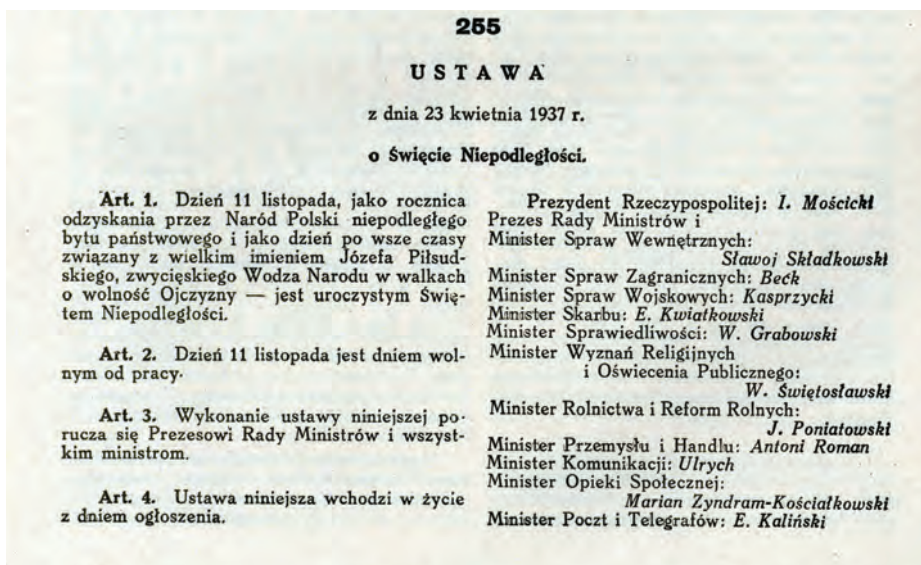 255
USTAWA
z dnia 23 kwietnia 1937 r.
o Święcie Niepodległości.
Art. 1. Dzień 11 listopada, jako rocznica
odzyskania przez Naród Polski niepodległego
bytu państwowego i jako dzień po wsze czasy
związany z wielkim imieniem Józefa Piłsud-
skiego, zwycięskiego Wodza Narodu w walkach
o wolność Ojczyzny — jest uroczystym Świę-
tem Niepodległości.
Art. 2. Dzień 11 listopada jest dniem wol-
nym od pracy.
Art. 3. Wykonanie ustawy niniejszej po-
rucza się Prezesowi Rady Ministrów i wszyst-
kim ministrom.
Art. 4. Ustawa niniejsza wchodzi w życie
z dniem ogłoszenia.
Prezydent Rzeczypospolitej: I. Mościcki
Prezes Rady Ministrów i
Minister Spraw Wewnętrznych:
Sławoj Składkowski
Minister Spraw Zagranicznych: Beck
Minister Spraw Wojskowych: Kasprzycki
Minister Skarbu: E. Kwiatkowski
Minister Sprawiedliwości: W. Grabowski
Minister Wyznań Religijnych
i Oświecenia Publicznego:
W. Świętosławski
Minister Rolnictwa i Reform Rolnych:
J. Poniatowski
Minister Przemysłu i Handlu: Antoni Roman
Minister Komunikacji: Ulrych
Minister Opieki Społecznej:
Marian Zyndram-Kościałkowski
Minister Poczt i Telegrafów: E. Kaliński